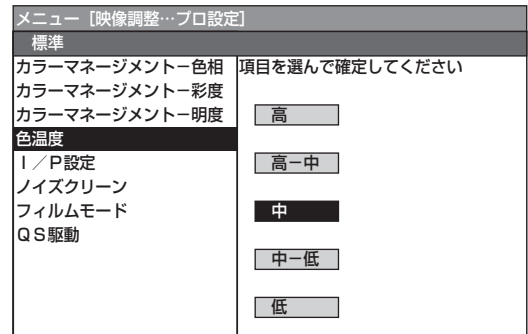 メニュー［映像調整…プロ設定］
標準
カラーマネージメントー色相
カラーマネージメントー彩度
カラーマネージメントー明度
色温度
Ｉ／Ｐ設定
ノイズクリーン
フィルムモード
ＱＳ駆動
項目を選んで確定してください
高
高ー中
中
中ー低
低